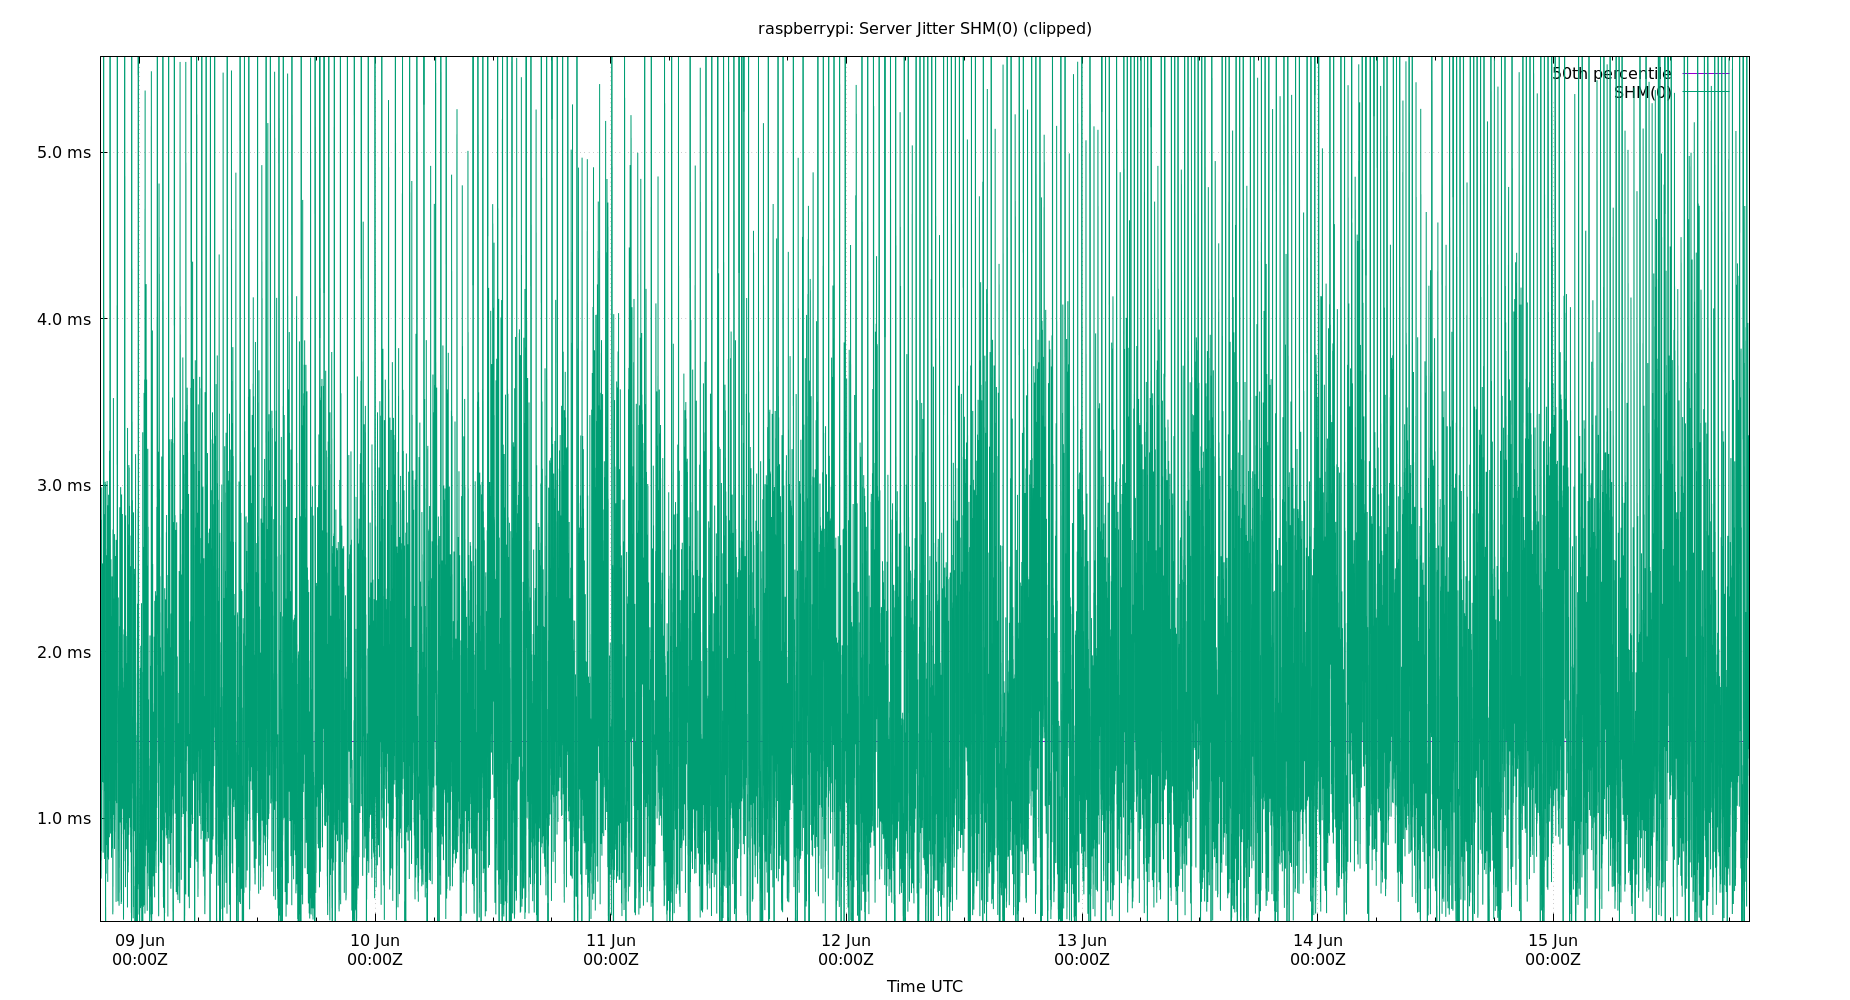 raspberrypi: Server Jitter SHM(0) (clipped)
50th percentile
SHM(0)
5.0 ms
4.0 ms
3.0 ms
2.0 ms
1.0 ms
09 Jun 10 Jun 11 Jun 12 Jun 13 Jun 14 Jun 15 Jun
00:00Z 00:00Z 00:00Z 00:00Z 00:00Z 00:00Z 00:00Z
Time UTC